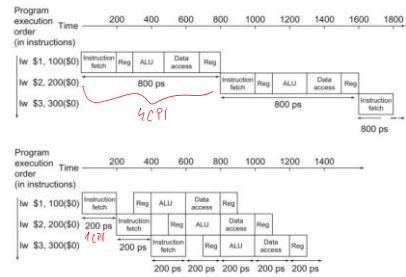 Program
execution
order
(in instructions)
Time
200 400 600 800 1000 1200 1400 1600 1800
lw $1, 100($0)
Instruction fetch Reg ALU Data access Reg
lw $2, 200($0)
800 ps
Instruction fetch Reg ALU Data access Reg
lw $3, 300($0)
800 ps
Instruction fetch
4CPI
800 ps
Program
execution
order
(in instructions)
Time
200 400 600 800 1000 1200 1400
lw $1, 100($0)
Instruction fetch Reg ALU Data access Reg
lw $2, 200($0)
200 ps
Instruction fetch Reg ALU Data access Reg
1CPI
lw $3, 300($0)
200 ps
Instruction fetch Reg ALU Data access Reg
200 ps 200 ps 200 ps 200 ps 200 ps